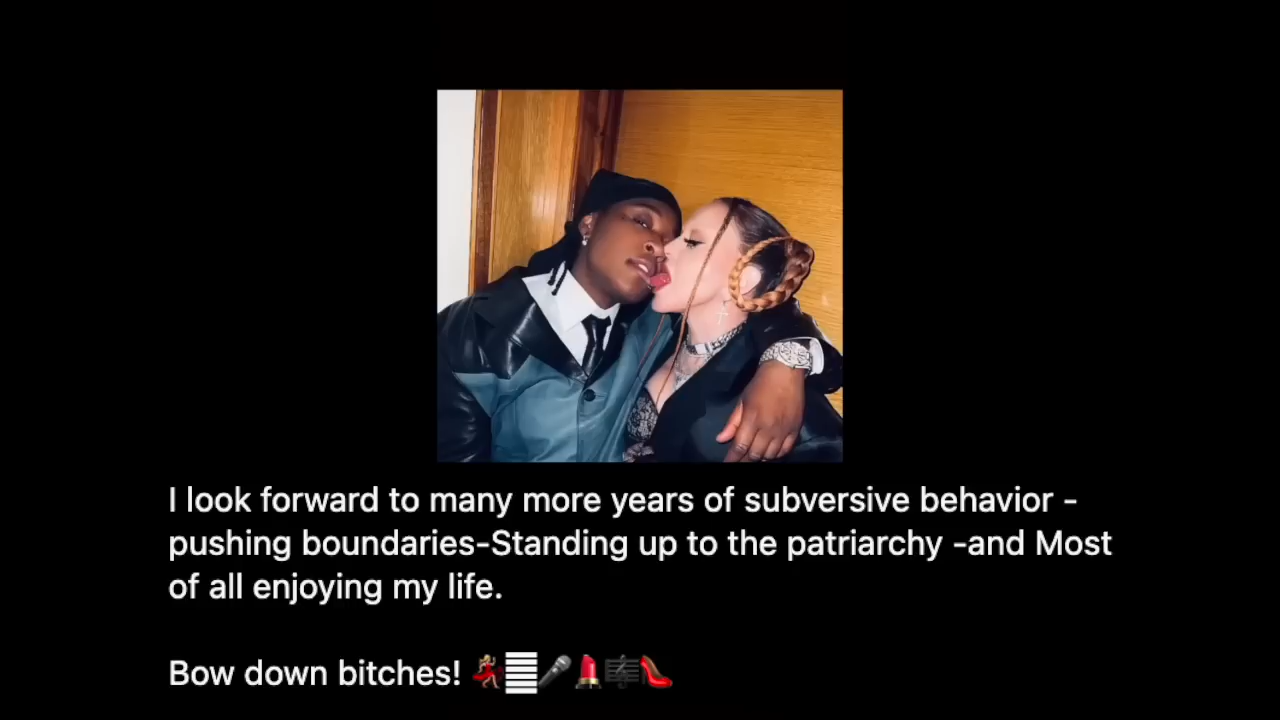 I look forward to many more years of subversive behavior -
pushing boundaries-Standing up to the patriarchy -and Most
of all enjoying my life.
Bow down bitches! 💃🏽🎤💄🎼👠